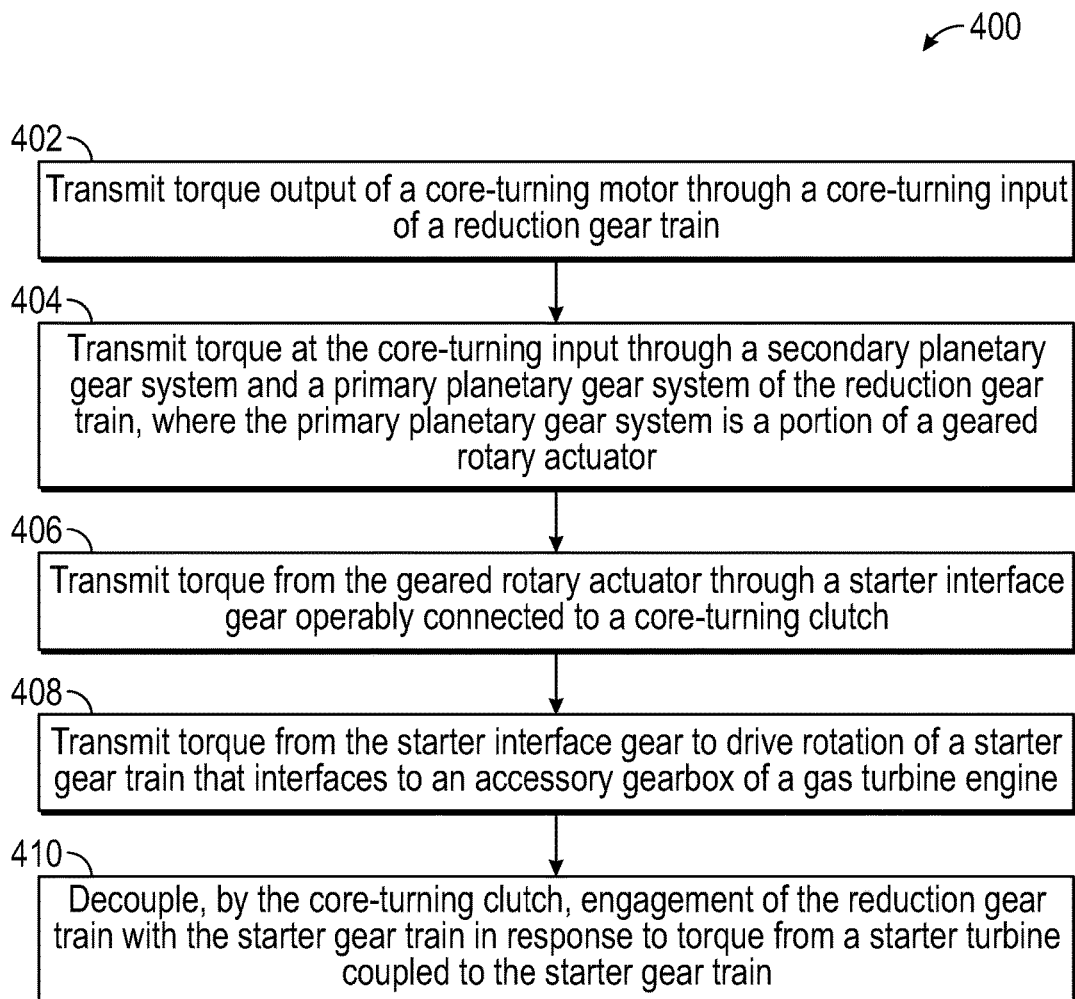 400
402
Transmit torque output of a core-turning motor through a core-turning input
of a reduction gear train
404
Transmit torque at the core-turning input through a secondary planetary
gear system and a primary planetary gear system of the reduction gear
train, where the primary planetary gear system is a portion of a geared
rotary actuator
406
Transmit torque from the geared rotary actuator through a starter interface
gear operably connected to a core-turning clutch
408
Transmit torque from the starter interface gear to drive rotation of a starter
gear train that interfaces to an accessory gearbox of a gas turbine engine
410
Decouple, by the core-turning clutch, engagement of the reduction gear
train with the starter gear train in response to torque from a starter turbine
coupled to the starter gear train